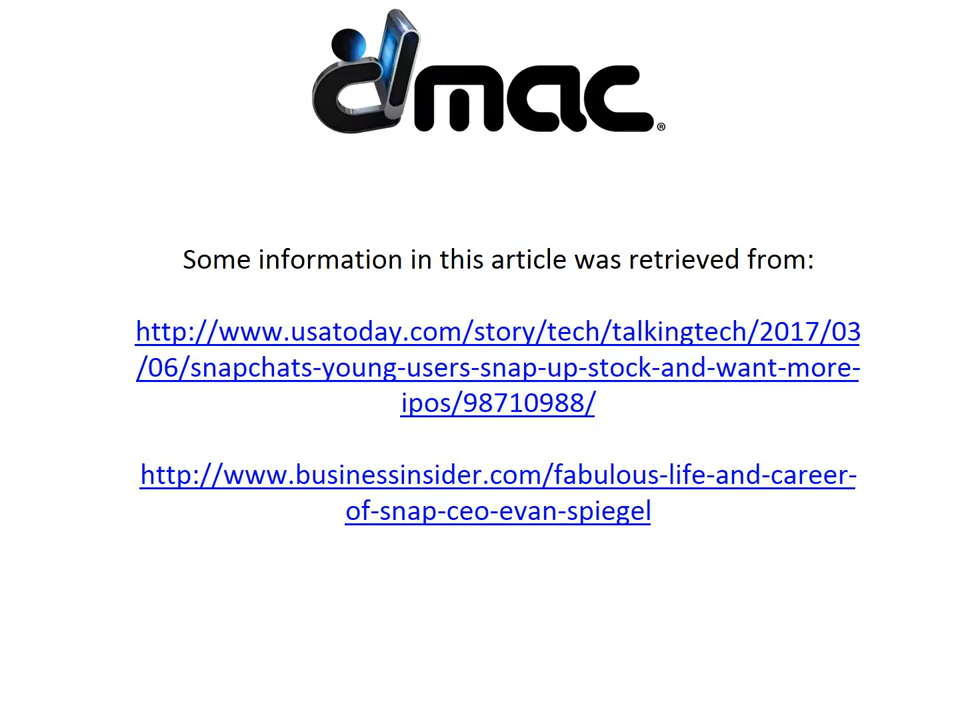 dmac®
Some information in this article was retrieved from:
http://www.usatoday.com/story/tech/talkingtech/2017/03
/06/snapchats-young-users-snap-up-stock-and-want-more-
ipos/98710988/
http://www.businessinsider.com/fabulous-life-and-career-
of-snap-ceo-evan-spiegel